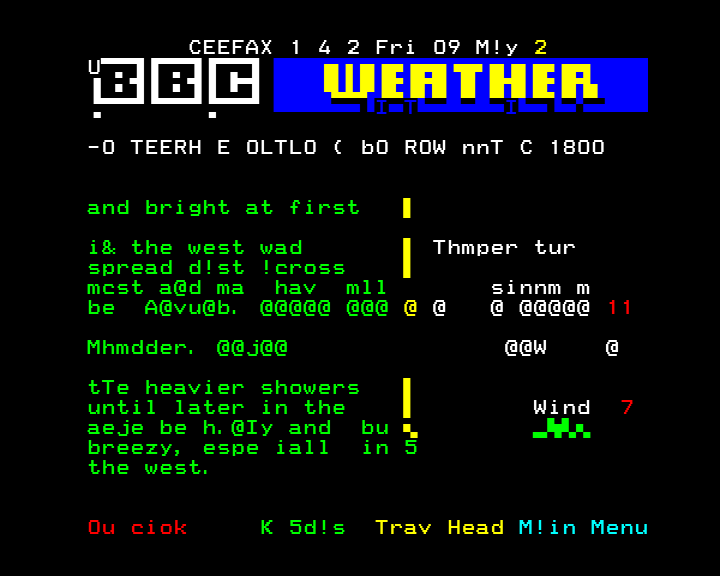 CEEFAX 1 4 2 Fri 09 M!y 2
U
BBC WEATHER
I T I
-O TEERH E OLTLO ( bO ROW nnT C 1800
and bright at first
i& the west wad Thmper tur
spread d!st !cross
mcst a@d ma hav mll sinnm m
be A@vu@b. @@@@@ @@@ @ @ @ @@@@@ 11
Mhmdder. @@j@@ @@W @
tTe heavier showers
until later in the Wind 7
aeje be h.@Iy and bu
breezy, espe iall in 5
the west.
Ou ciok K 5d!s Trav Head M!in Menu